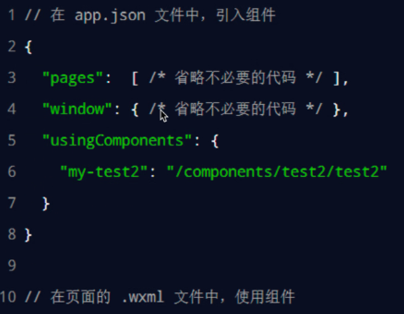 1 // 在 app.json 文件中，引入组件
2 {
3 "pages": [ /* 省略不必要的代码 */ ],
4 "window": { /* 省略不必要的代码 */ },
5 "usingComponents": {
6 "my-test2": "/components/test2/test2"
7 }
8 }
9
10 // 在页面的 .wxml 文件中，使用组件